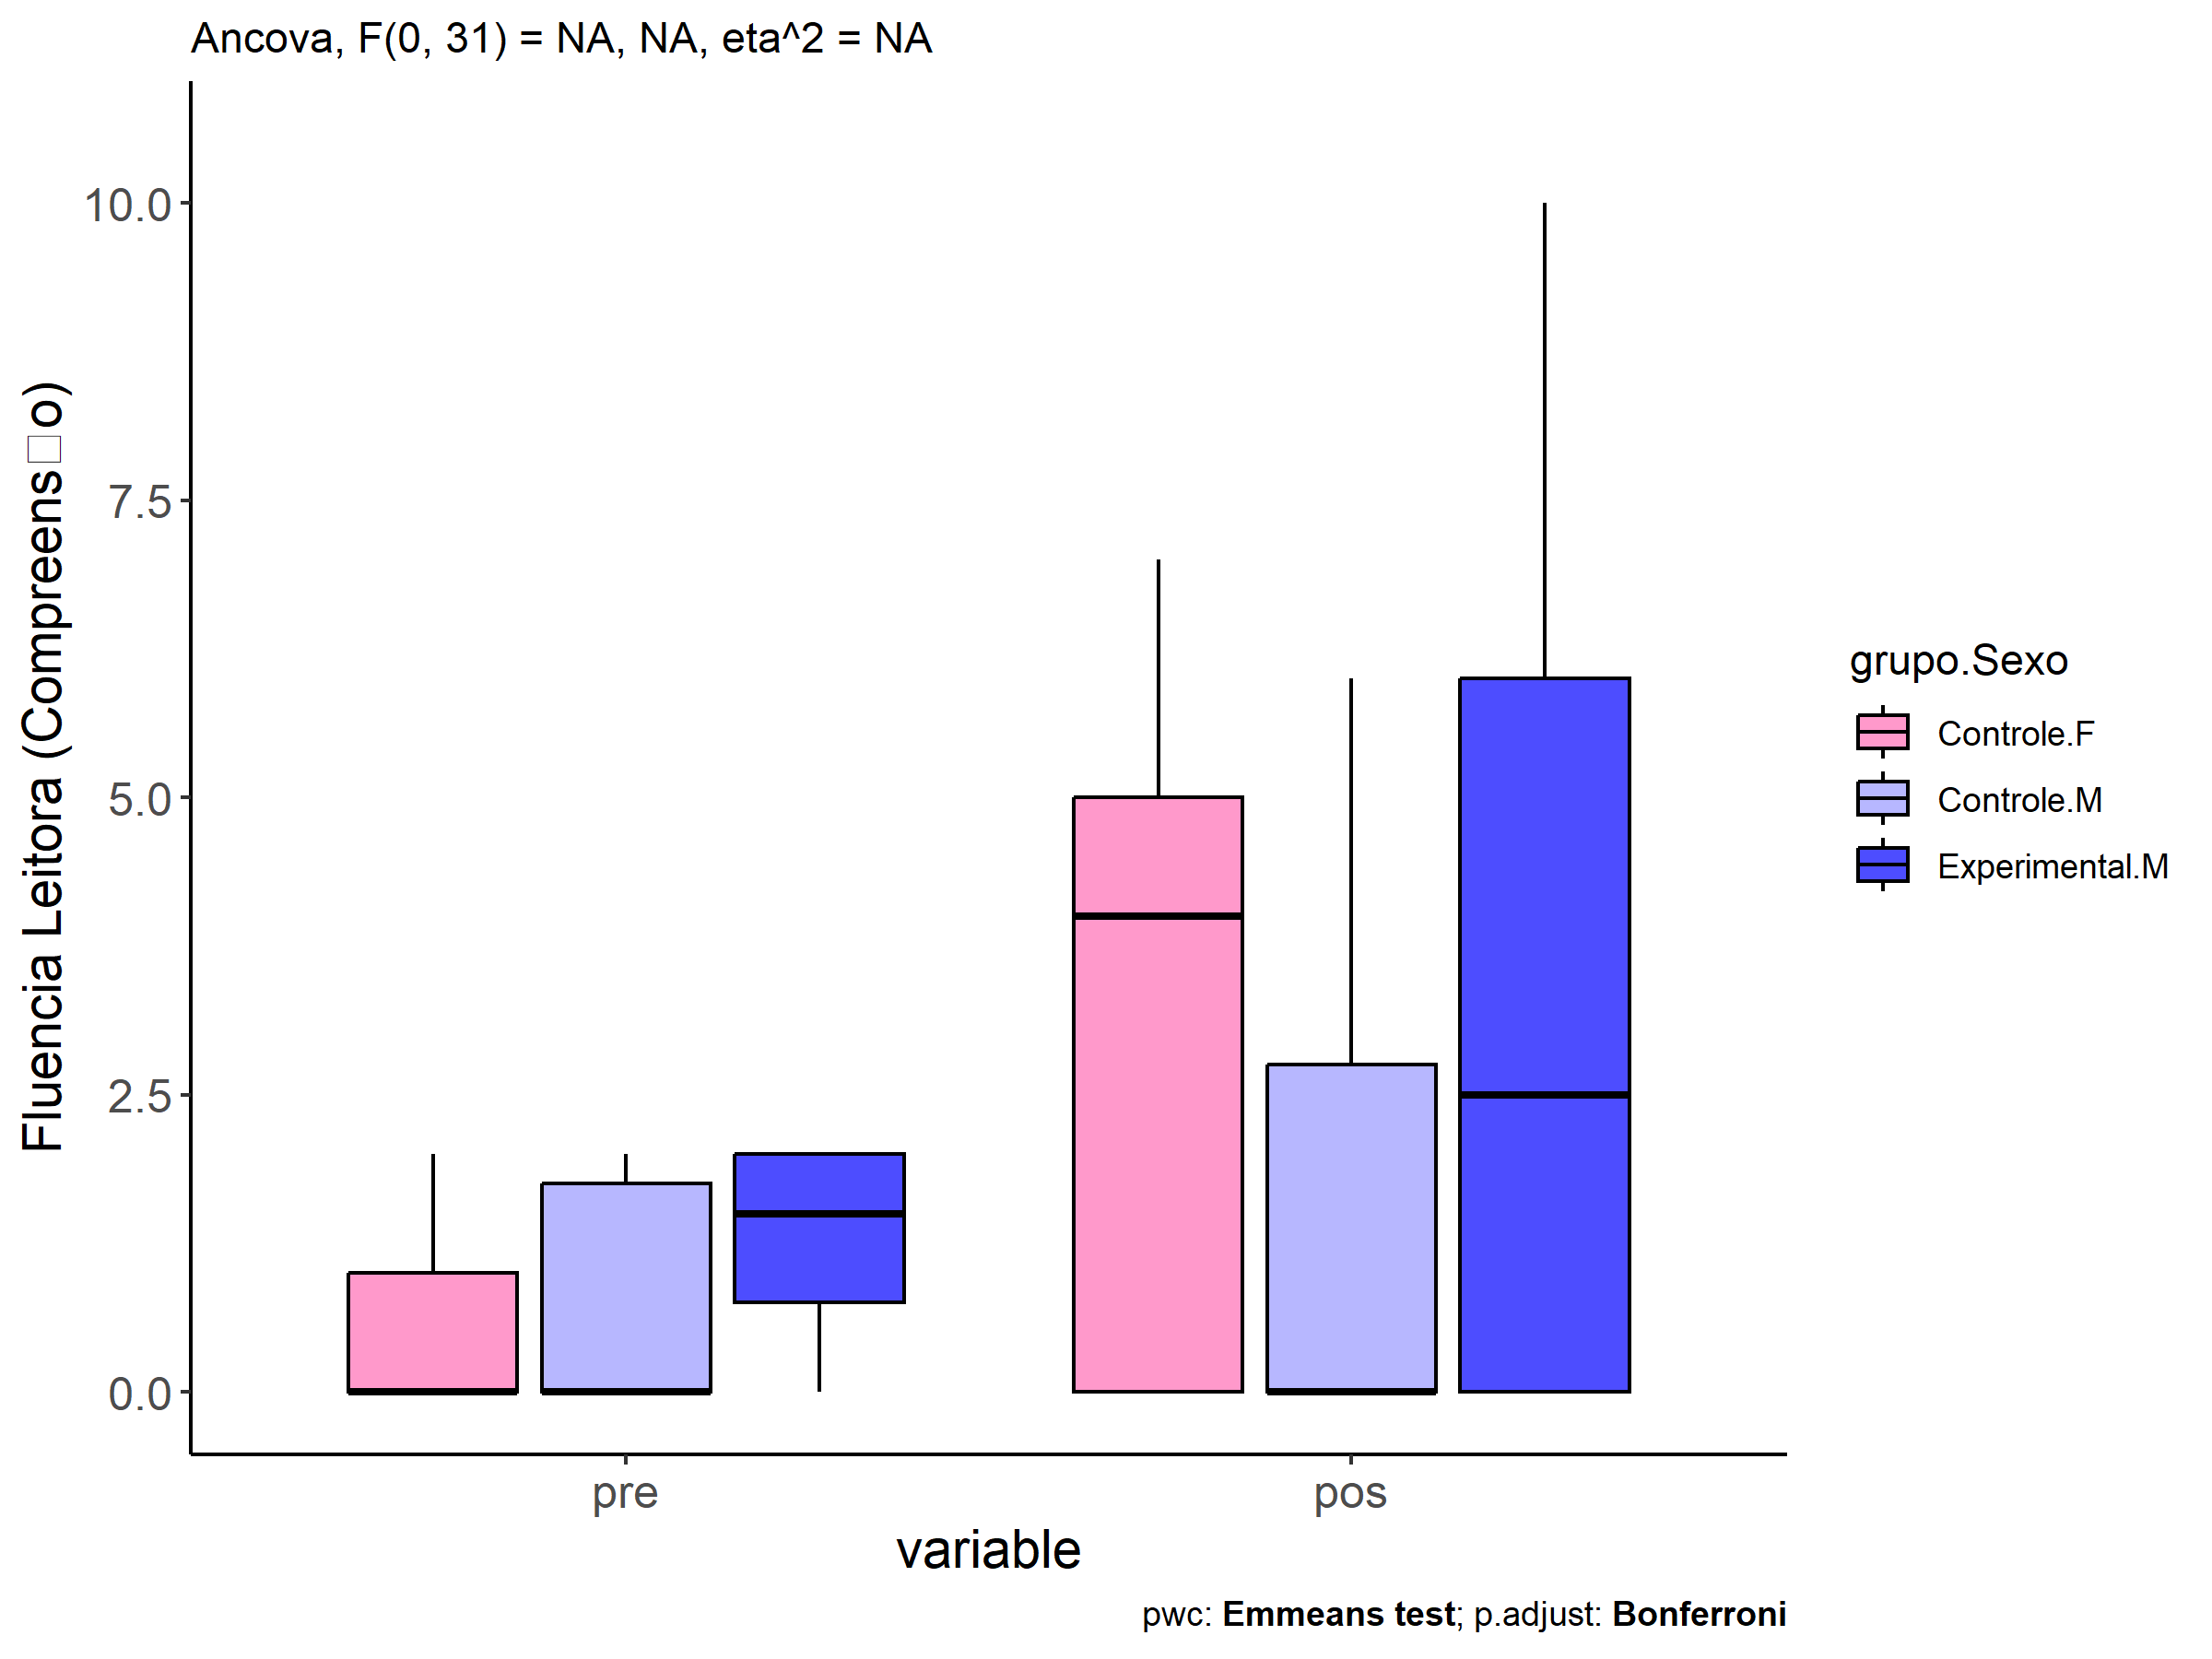 Ancova, F(0, 31) = NA, NA, eta^2 = NA
Fluencia Leitora (Compreens□o)
10.0
7.5
5.0
2.5
0.0
pre
pos
variable
grupo.Sexo
Controle.F
Controle.M
Experimental.M
pwc: Emmeans test; p.adjust: Bonferroni